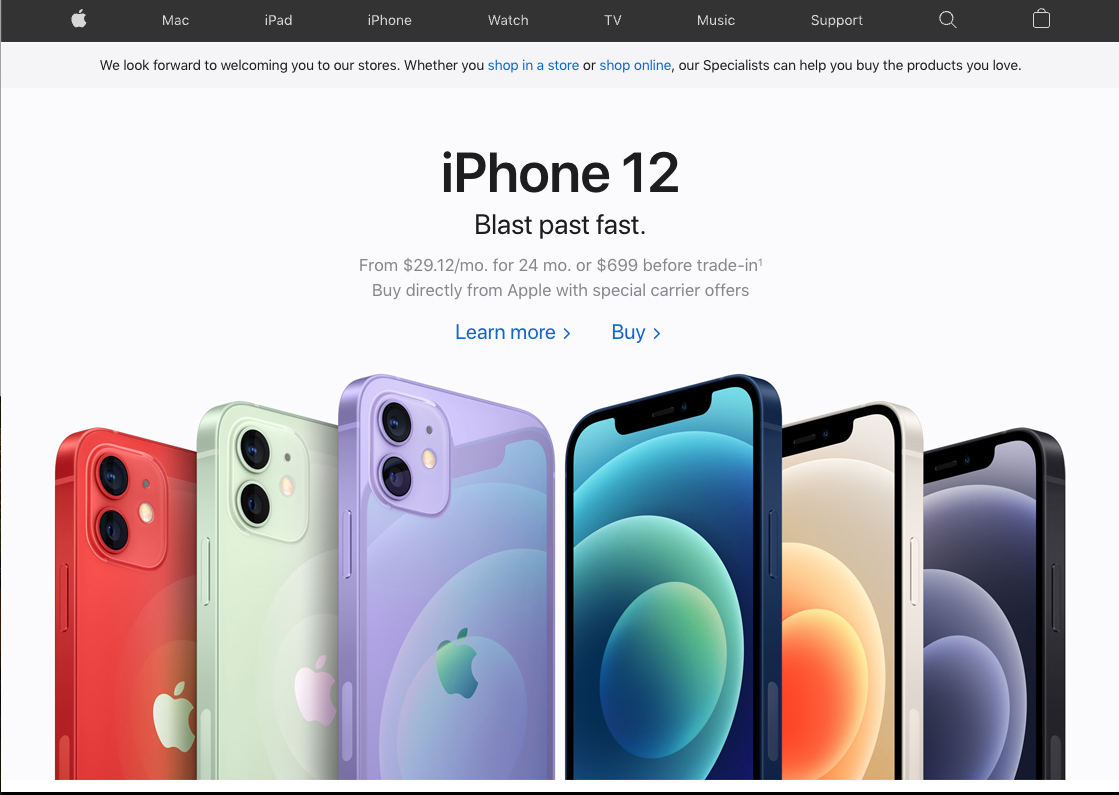 Mac iPad iPhone Watch TV Music Support
We look forward to welcoming you to our stores. Whether you shop in a store or shop online, our Specialists can help you buy the products you love.
iPhone 12
Blast past fast.
From $29.12/mo. for 24 mo. or $699 before trade-in¹
Buy directly from Apple with special carrier offers
Learn more > Buy >